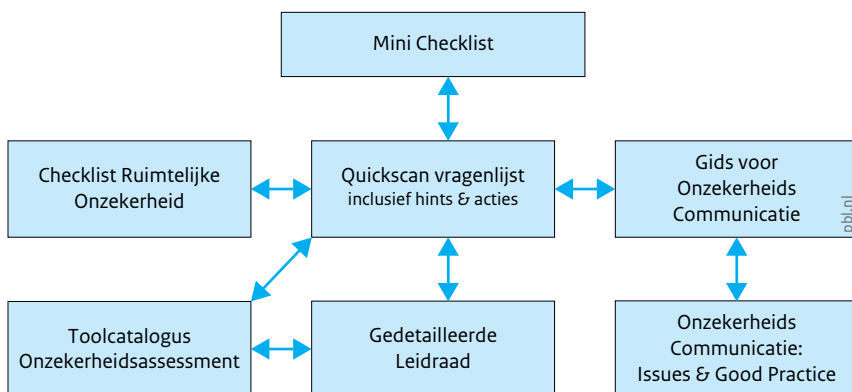 Mini Checklist
Checklist Ruimtelijke
Onzekerheid
Quickscan vragenlijst
inclusief hints & acties
Gids voor
Onzekerheids
Communicatie
pbl.nl
Toolcatalogus
Onzekerheidsassessment
Gedetailleerde
Leidraad
Onzekerheids
Communicatie:
Issues & Good Practice